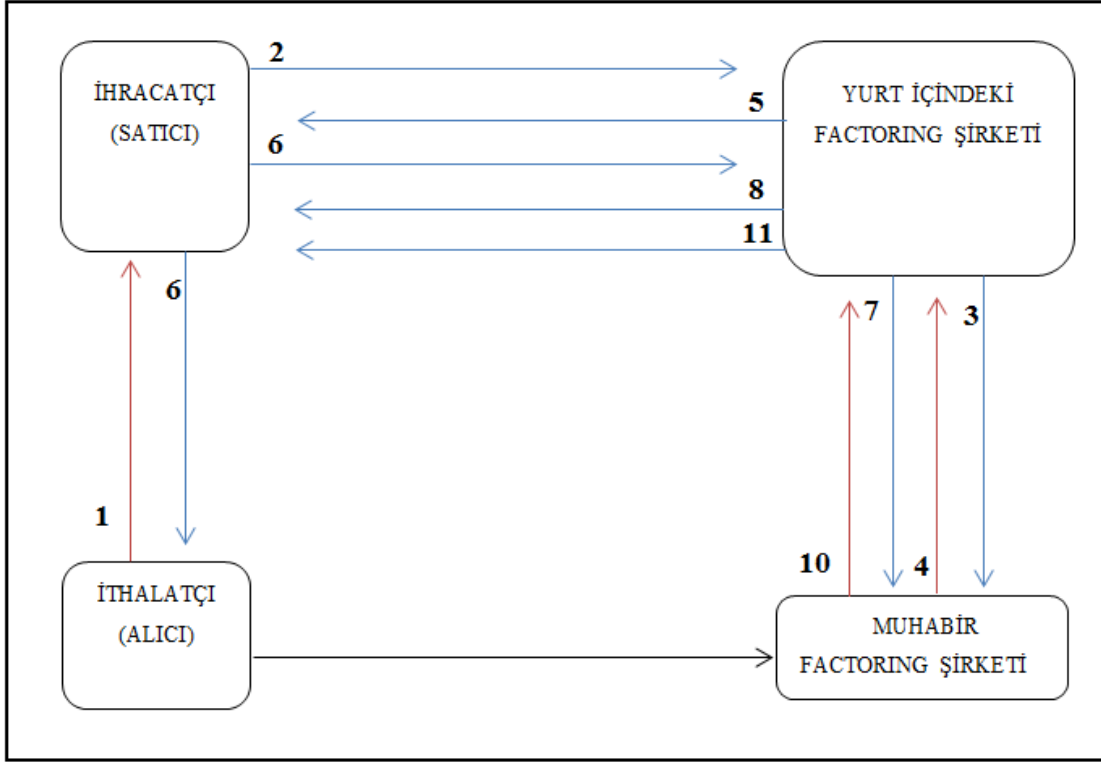 2
İHRACATÇI
(SATICI)
YURT İÇİNDEKİ
FACTORING ŞİRKETİ
5
6
8
11
6
7
3
1
10
4
İTHALATÇI
(ALICI)
MUHABİR
FACTORING ŞİRKETİ